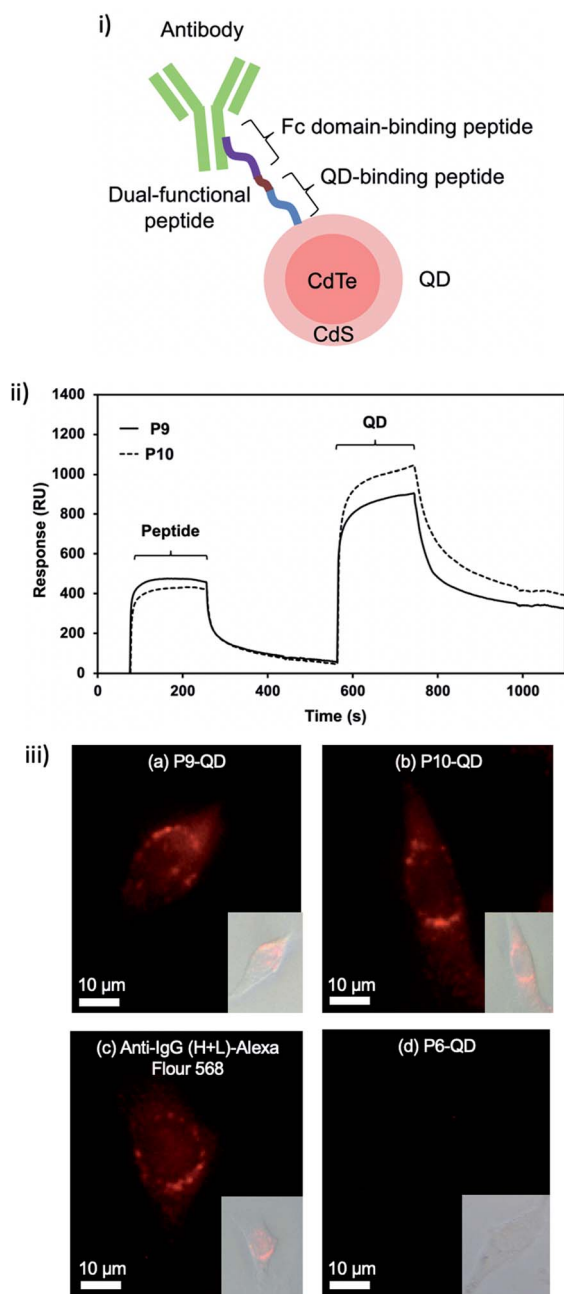 i)
Antibody
Fc domain-binding peptide
QD-binding peptide
Dual-functional
peptide
CdTe
QD
CdS
ii)
1400
1200
1000
800
600
400
200
0
Response (RU)
P9
P10
Peptide
QD
0
200
400
600
800
1000
Time (s)
iii)
(a) P9-QD
10 µm
(b) P10-QD
10 µm
(c) Anti-IgG (H+L)-Alexa
Flour 568
10 µm
(d) P6-QD
10 µm